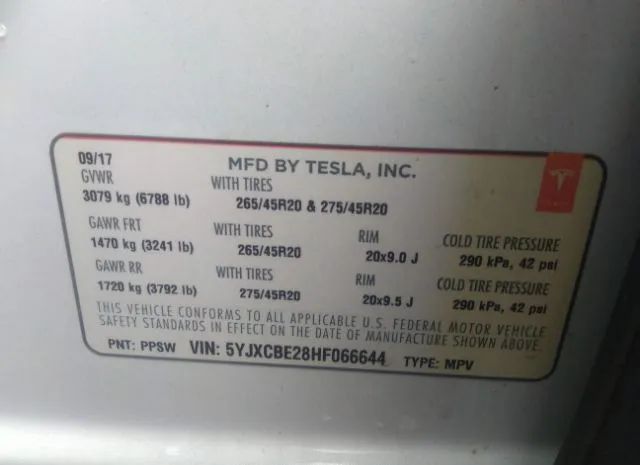 09/17 MFD BY TESLA, INC.
GVWR WITH TIRES
3079 kg (6788 lb) 265/45R20 & 275/45R20
GAWR FRT WITH TIRES RIM COLD TIRE PRESSURE
1470 kg (3241 lb) 265/45R20 20x9.0 J 290 kPa, 42 psi
GAWR RR WITH TIRES RIM COLD TIRE PRESSURE
1720 kg (3792 lb) 275/45R20 20x9.5 J 290 kPa, 42 psi
THIS VEHICLE CONFORMS TO ALL APPLICABLE U.S. FEDERAL MOTOR VEHICLE
SAFETY STANDARDS IN EFFECT ON THE DATE OF MANUFACTURE SHOWN ABOVE.
PNT: PPSW VIN: 5YJXCBE28HF066644 TYPE: MPV